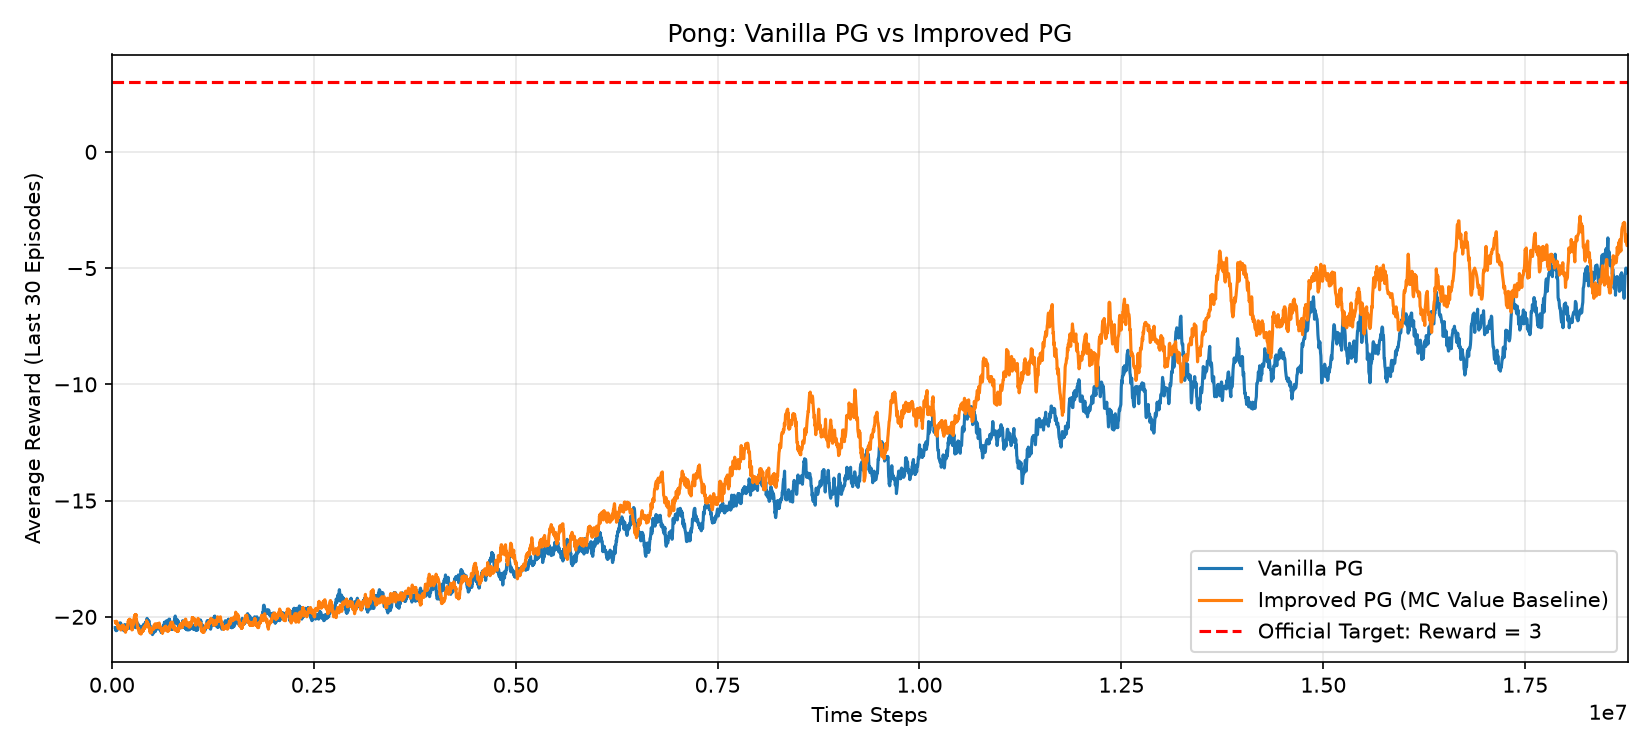 Pong: Vanilla PG vs Improved PG
Average Reward (Last 30 Episodes)
0
−5
−10
−15
−20
Vanilla PG
Improved PG (MC Value Baseline)
Official Target: Reward = 3
0.00 0.25 0.50 0.75 1.00 1.25 1.50 1.75
Time Steps
1e7